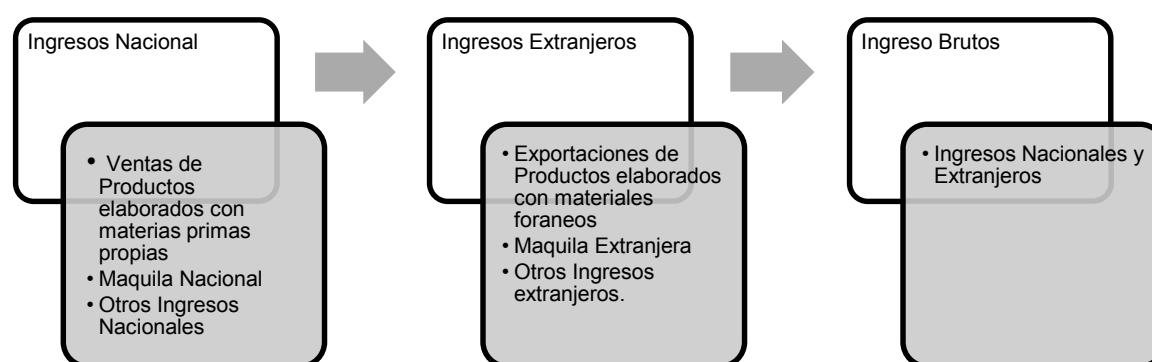 Ingresos Nacional
• Ventas de
Productos
elaborados con
materias primas
propias
• Maquila Nacional
• Otros Ingresos
Nacionales
Ingresos Extranjeros
• Exportaciones de
Productos elaborados
con materiales
foraneos
• Maquila Extranjera
• Otros Ingresos
extranjeros.
Ingreso Brutos
• Ingresos Nacionales y
Extranjeros